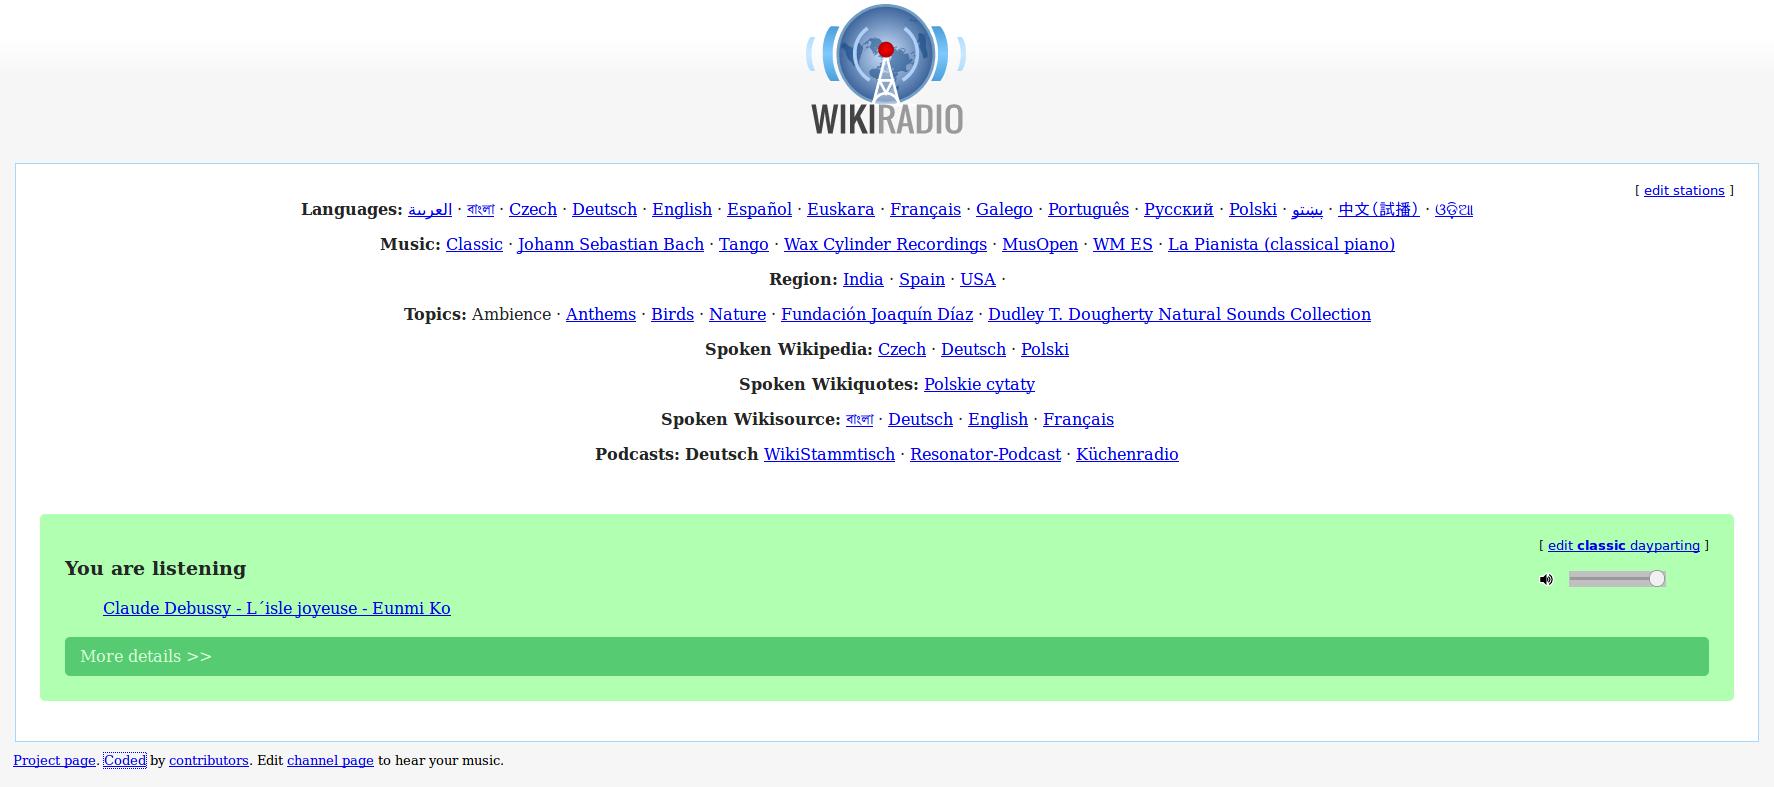 WIKIRADIO
[ edit stations ]
Languages: العربية · বাংলা · Czech · Deutsch · English · Español · Euskara · Français · Galego · Português · Русский · Polski · پښتو · 中文（試播） · ଓଡ଼ିଆ
Music: Classic · Johann Sebastian Bach · Tango · Wax Cylinder Recordings · MusOpen · WM ES · La Pianista (classical piano)
Region: India · Spain · USA ·
Topics: Ambience · Anthems · Birds · Nature · Fundación Joaquín Díaz · Dudley T. Dougherty Natural Sounds Collection
Spoken Wikipedia: Czech · Deutsch · Polski
Spoken Wikiquotes: Polskie cytaty
Spoken Wikisource: বাংলা · Deutsch · English · Français
Podcasts: Deutsch WikiStammtisch · Resonator-Podcast · Küchenradio
[ edit classic dayparting ]
You are listening
Claude Debussy - L´isle joyeuse - Eunmi Ko
More details >>
Project page. Coded by contributors. Edit channel page to hear your music.